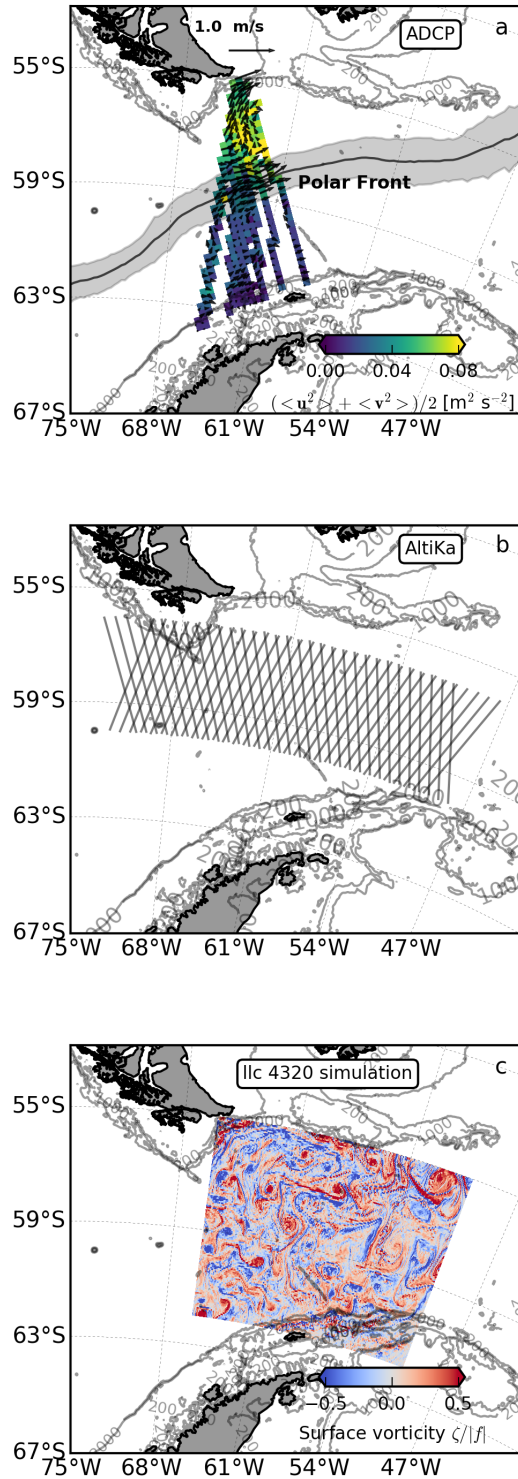 1.0 m/s
a
ADCP
55°S
59°S
Polar Front
63°S
0.00 0.04 0.08
(<u²> + <v²>)/2 [m² s⁻²]
67°S
75°W 68°W 61°W 54°W 47°W
b
AltiKa
55°S
59°S
63°S
67°S
75°W 68°W 61°W 54°W 47°W
c
llc 4320 simulation
55°S
59°S
63°S
−0.5 0.0 0.5
Surface vorticity ζ/|f|
67°S
75°W 68°W 61°W 54°W 47°W